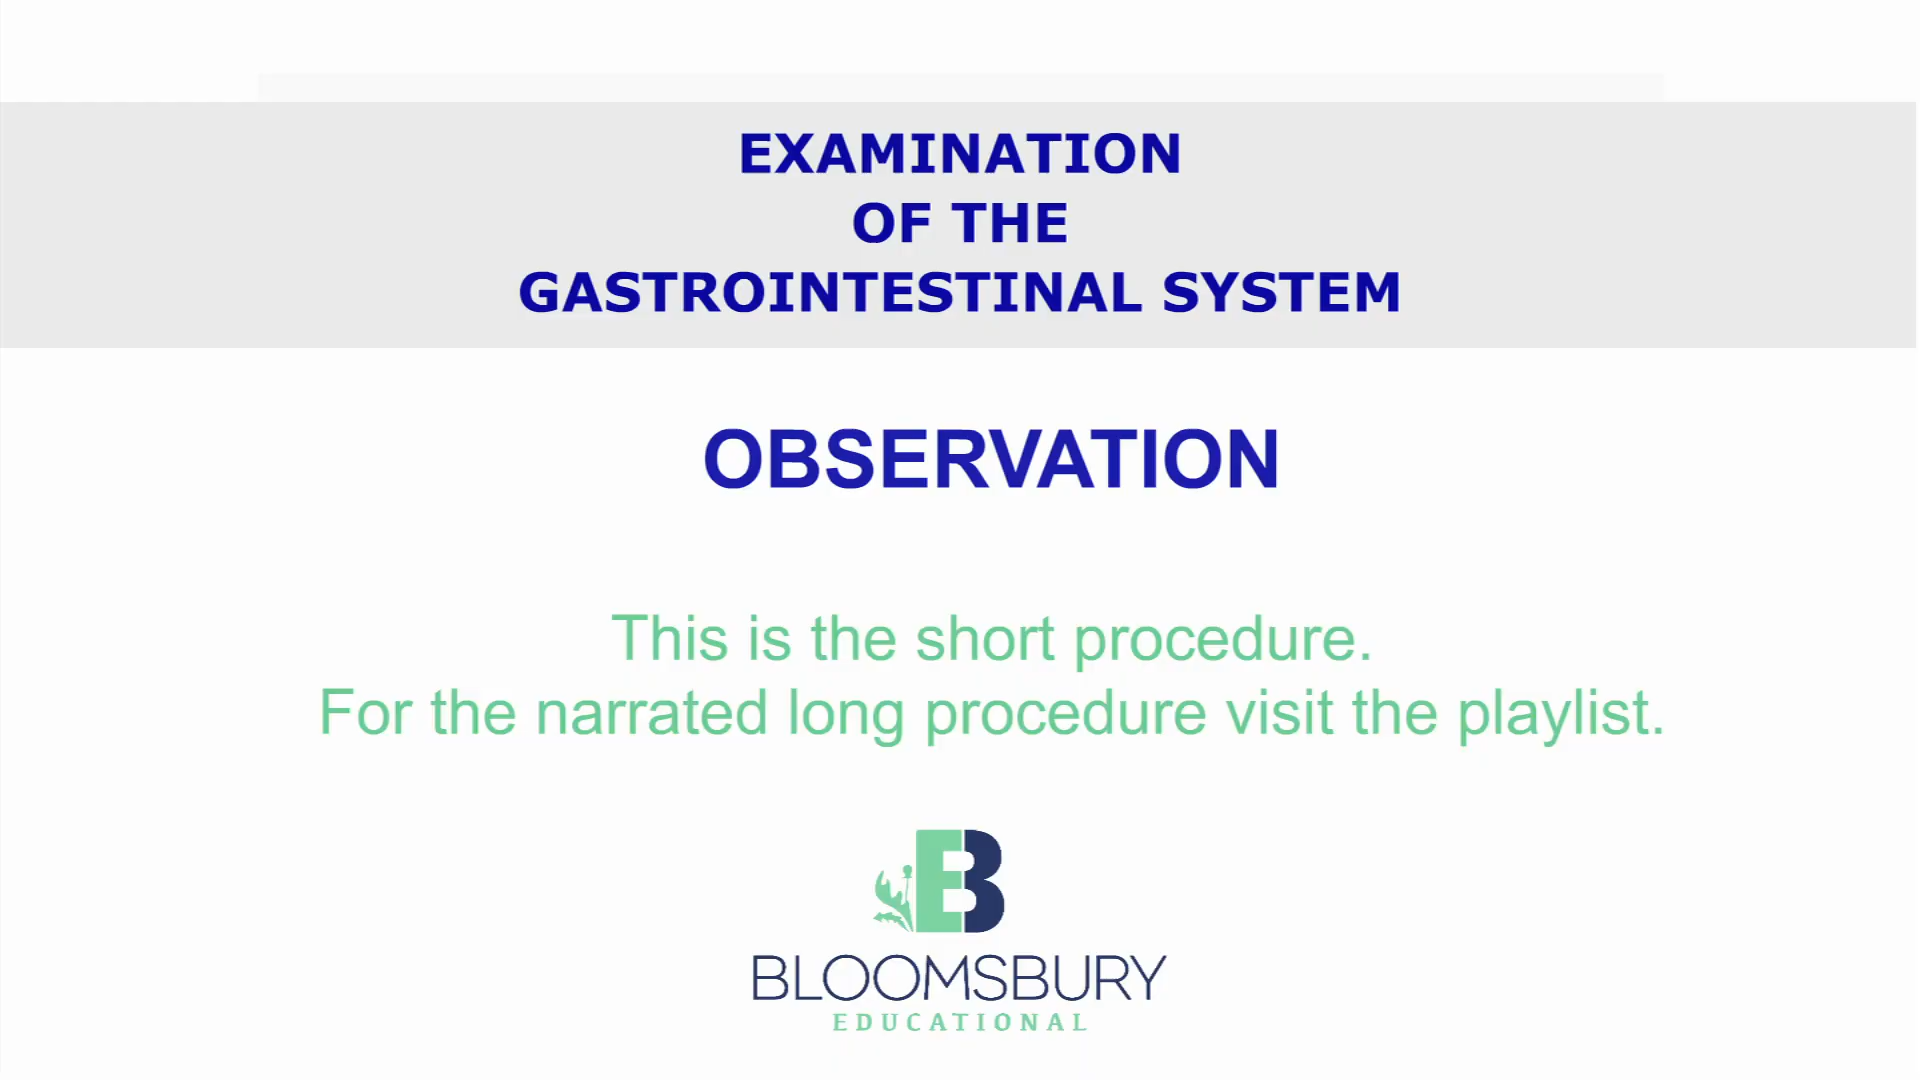 EXAMINATION
OF THE
GASTROINTESTINAL SYSTEM
OBSERVATION
This is the short procedure.
For the narrated long procedure visit the playlist.
EB
BLOOMSBURY
EDUCATIONAL